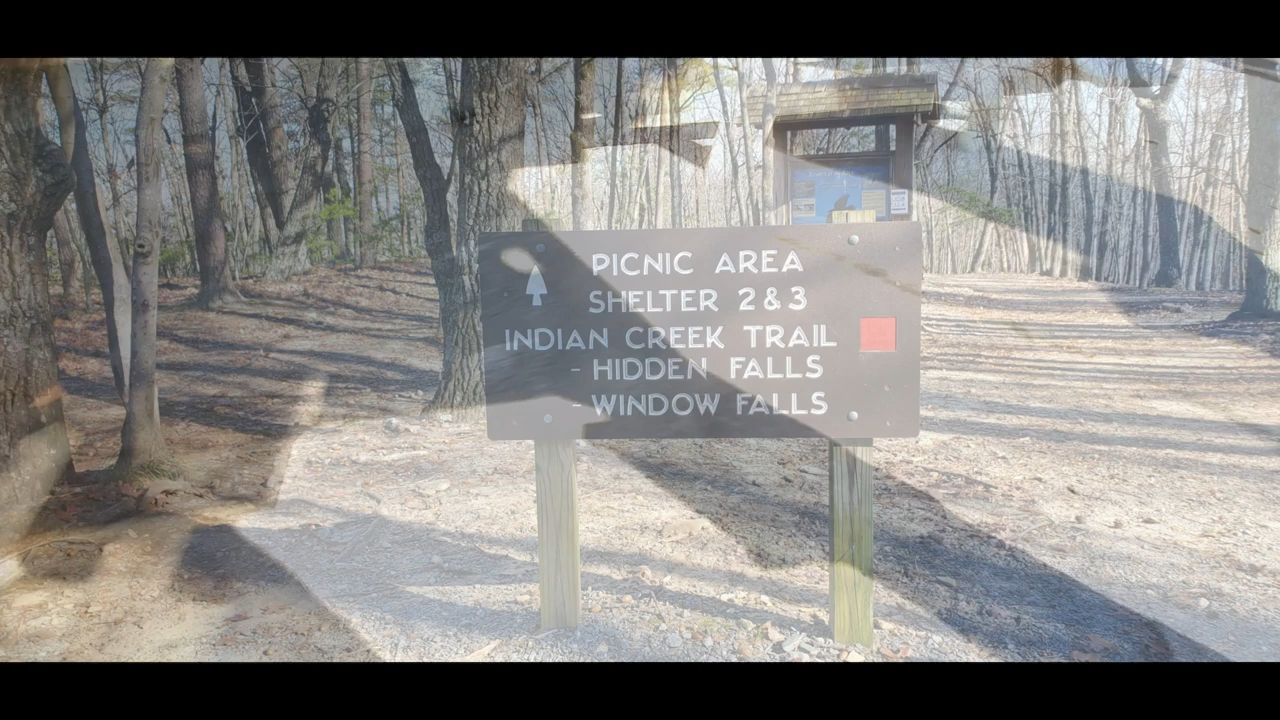 PICNIC AREA
SHELTER 2 & 3
INDIAN CREEK TRAIL
- HIDDEN FALLS
- WINDOW FALLS